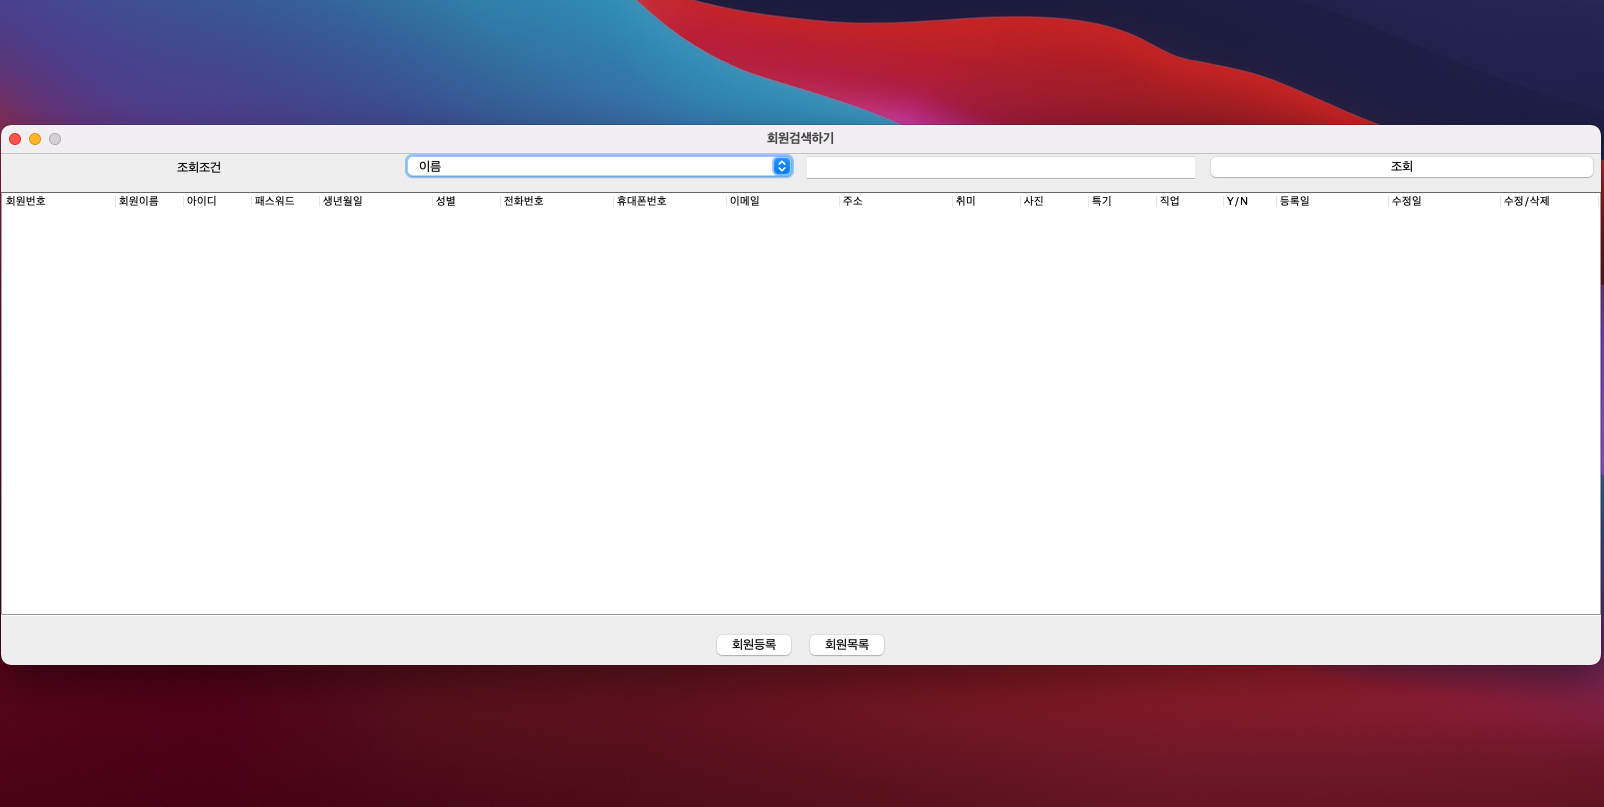 회원검색하기
조회조건 이름 조회
회원번호 회원이름 아이디 패스워드 생년월일 성별 전화번호 휴대폰번호 이메일 주소 취미 사진 특기 직업 Y/N 등록일 수정일 수정/삭제
회원등록 회원목록